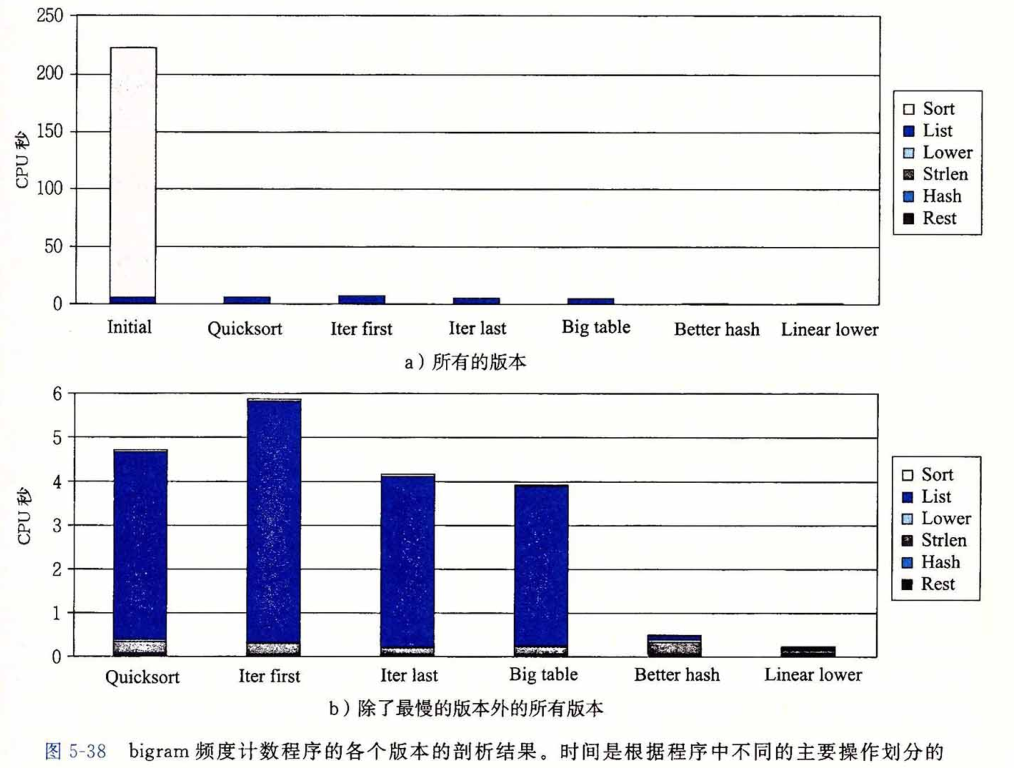 250
200
150
100
50
0
CPU 秒
Initial
Quicksort
Iter first
Iter last
Big table
Better hash
Linear lower
Sort
List
Lower
Strlen
Hash
Rest
a）所有的版本
6
5
4
3
2
1
0
CPU 秒
Quicksort
Iter first
Iter last
Big table
Better hash
Linear lower
Sort
List
Lower
Strlen
Hash
Rest
b）除了最慢的版本外的所有版本
图 5-38 bigram 频度计数程序的各个版本的剖析结果。时间是根据程序中不同的主要操作划分的